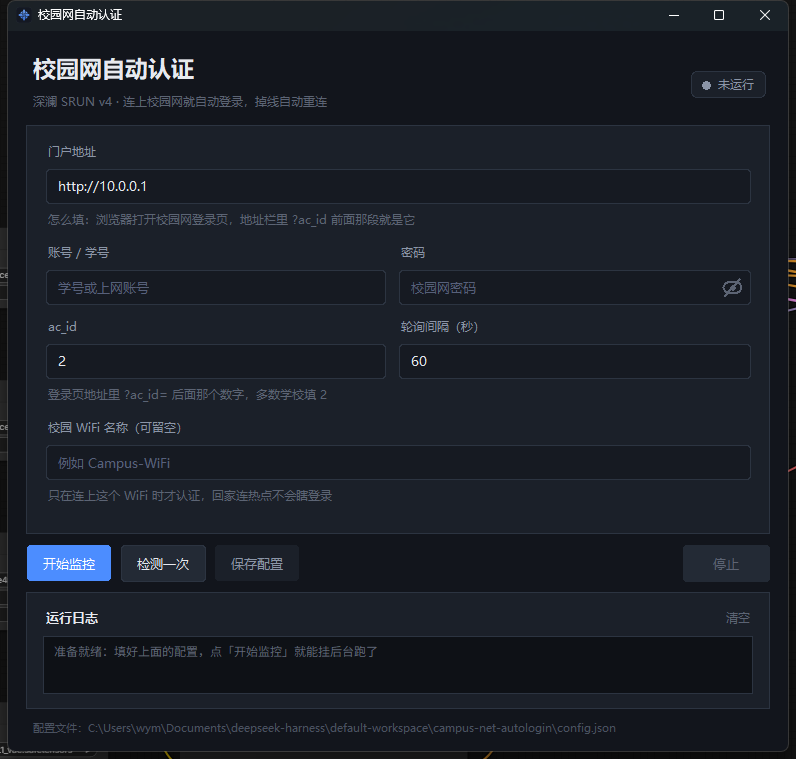 校园网自动认证
校园网自动认证
深澜 SRUN v4 · 连上校园网就自动登录，掉线自动重连
未运行
门户地址
http://10.0.0.1
怎么填：浏览器打开校园网登录页，地址栏里 ?ac_id 前面那段就是它
账号 / 学号 密码
学号或上网账号 校园网密码
ac_id 轮询间隔（秒）
2 60
登录页地址里 ?ac_id= 后面那个数字，多数学校填 2
校园 WiFi 名称（可留空）
例如 Campus-WiFi
只在连上这个 WiFi 时才认证，回家连热点不会瞎登录
开始监控 检测一次 保存配置 停止
运行日志 清空
准备就绪：填好上面的配置，点「开始监控」就能挂后台跑了
配置文件：C:\Users\wym\Documents\deepseek-harness\default-workspace\campus-net-autologin\config.json